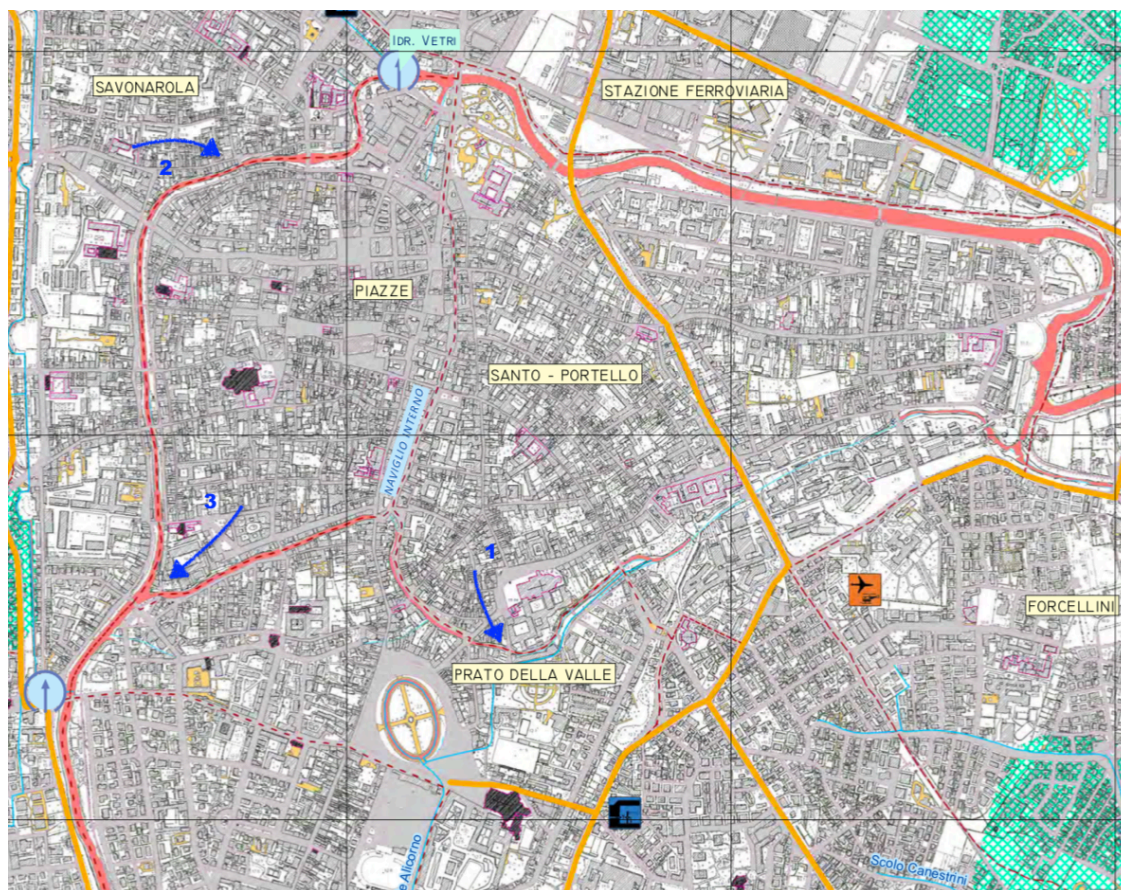 IDR. VETRI
SAVONAROLA
STAZIONE FERROVIARIA
2
PIAZZE
SANTO - PORTELLO
NAVIGLIO INTERNO
3
1
FORCELLINI
PRATO DELLA VALLE
Scolo Canestrini
e Alicorno